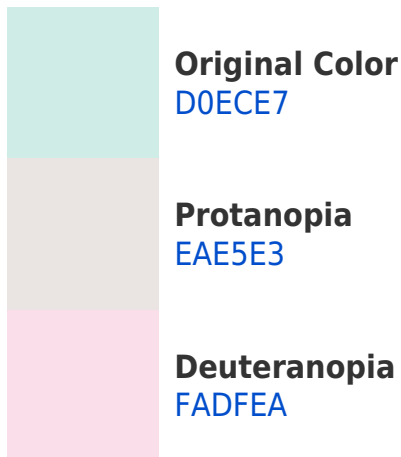 Original Color
D0ECE7
Protanopia
EAE5E3
Deuteranopia
FADFEA